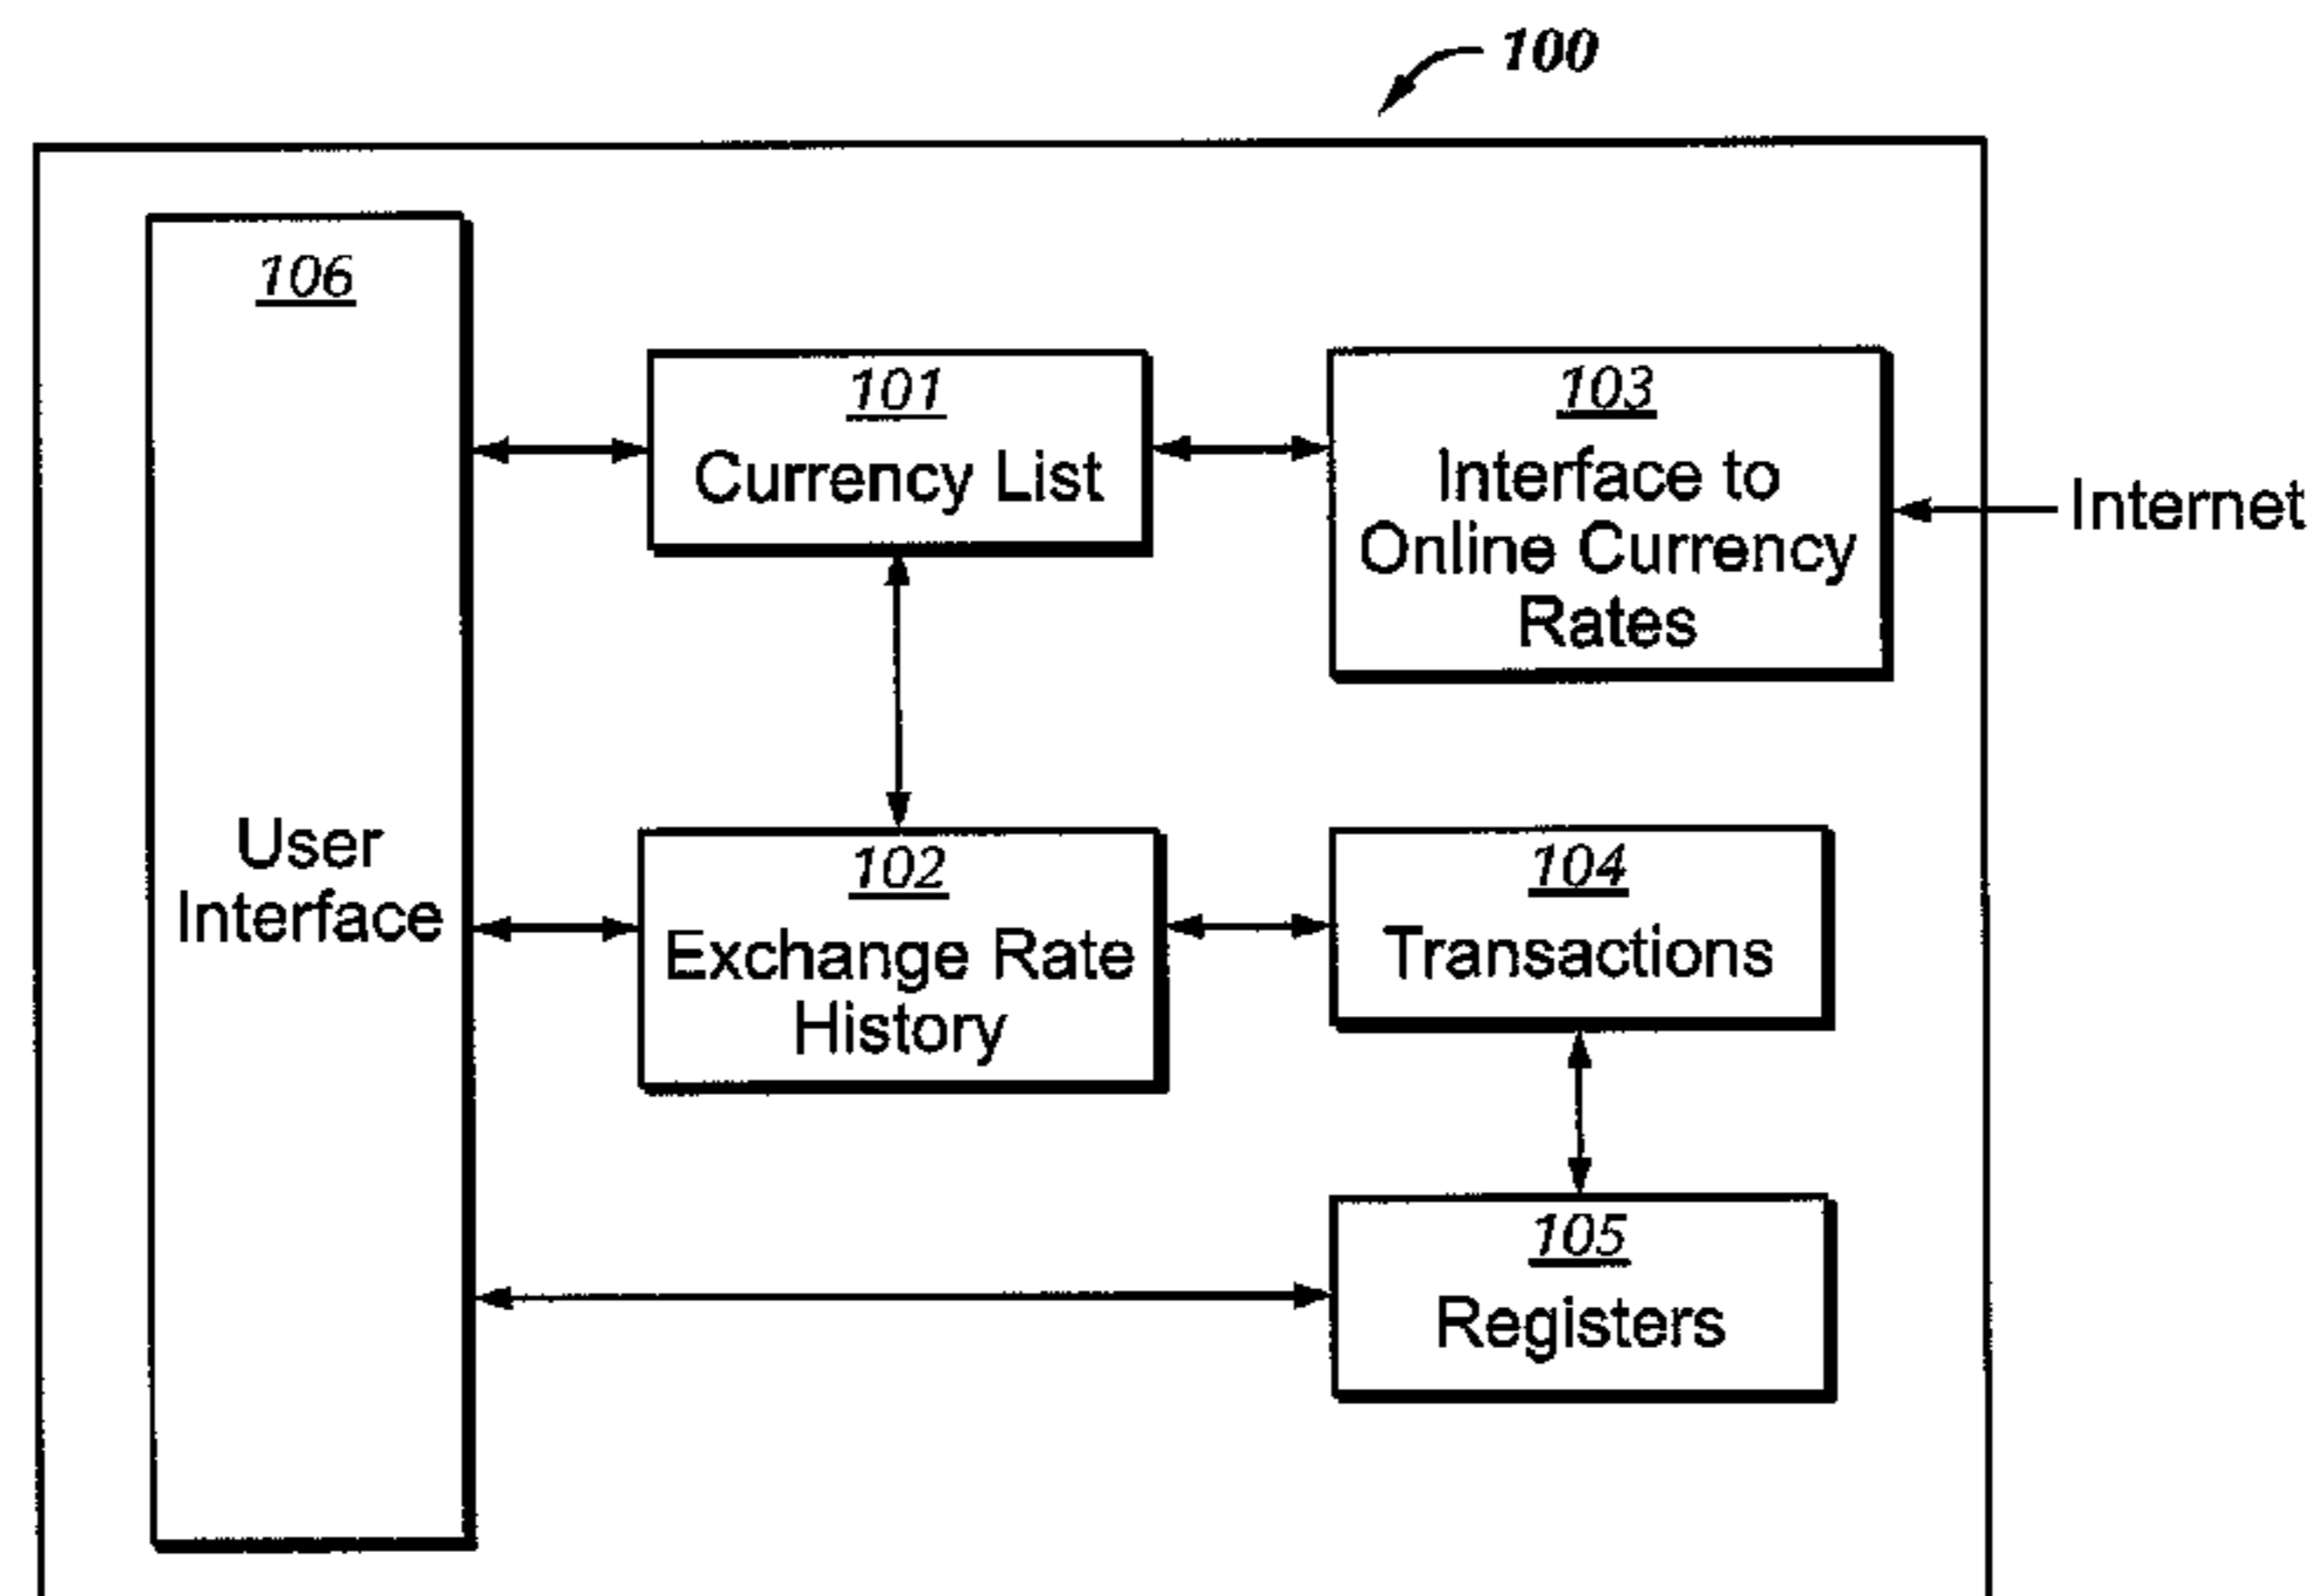 100
106
User
Interface
101
Currency List
103
Interface to
Online Currency
Rates
Internet
102
Exchange Rate
History
104
Transactions
105
Registers